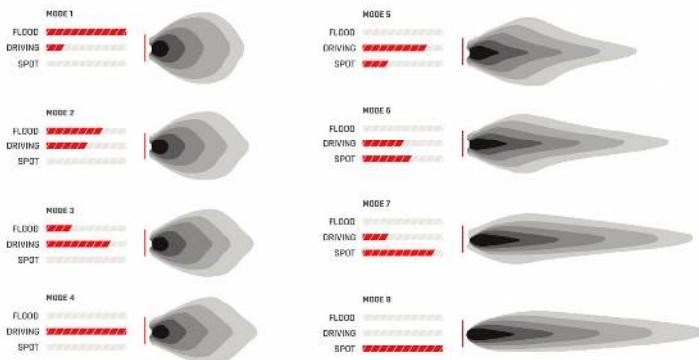 MODE 1
FLOOD
DRIVING
SPOT
MODE 2
FLOOD
DRIVING
SPOT
MODE 3
FLOOD
DRIVING
SPOT
MODE 4
FLOOD
DRIVING
SPOT
MODE 5
FLOOD
DRIVING
SPOT
MODE 6
FLOOD
DRIVING
SPOT
MODE 7
FLOOD
DRIVING
SPOT
MODE 8
FLOOD
DRIVING
SPOT